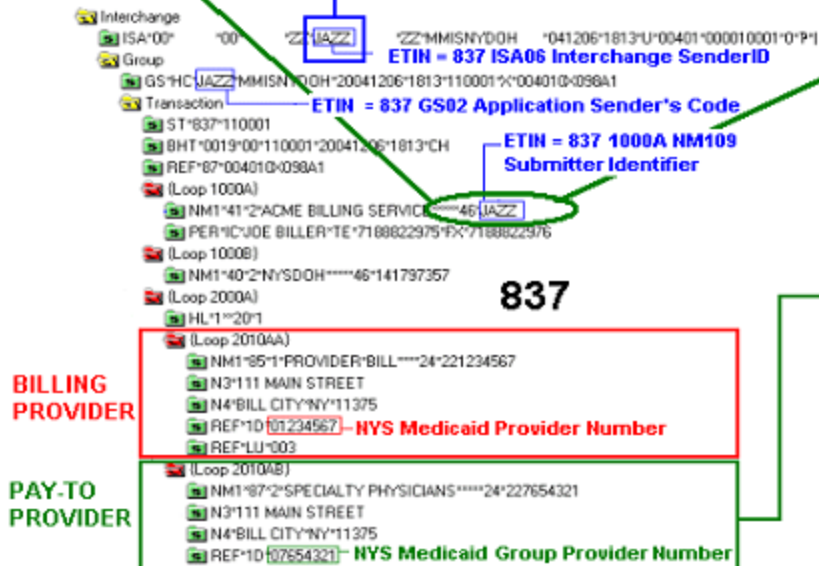 Interchange
ISA*00* *00* *ZZ*JAZZ *ZZ*MMISNYDOH *041206*1813*U*00401*000010001*0*P*
ETIN = 837 ISA06 Interchange SenderID
Group
GS*HC*JAZZ*MMISNYDOH*20041206*1813*110001*X*004010X098A1
ETIN = 837 GS02 Application Sender's Code
Transaction
ST*837*110001
ETIN = 837 1000A NM109
Submitter Identifier
BHT*0019*00*110001*20041206*1813*CH
REF*87*004010X098A1
(Loop 1000A)
NM1*41*2*ACME BILLING SERVICE*****46*JAZZ
PER*IC*JOE BILLER*TE*7188822975*FX*7188822976
(Loop 1000B)
NM1*40*2*NYSDOH*****46*141797357
(Loop 2000A)
837
HL*1**20*1
BILLING
PROVIDER
(Loop 2010AA)
NM1*85*1*PROVIDER*BILL****24*221234567
N3*111 MAIN STREET
N4*BILL CITY*NY*11375
REF*1D*01234567 NYS Medicaid Provider Number
REF*LU*003
PAY-TO
PROVIDER
(Loop 2010AB)
NM1*87*2*SPECIALTY PHYSICIANS*****24*227654321
N3*111 MAIN STREET
N4*BILL CITY*NY*11375
REF*1D*07654321 NYS Medicaid Group Provider Number